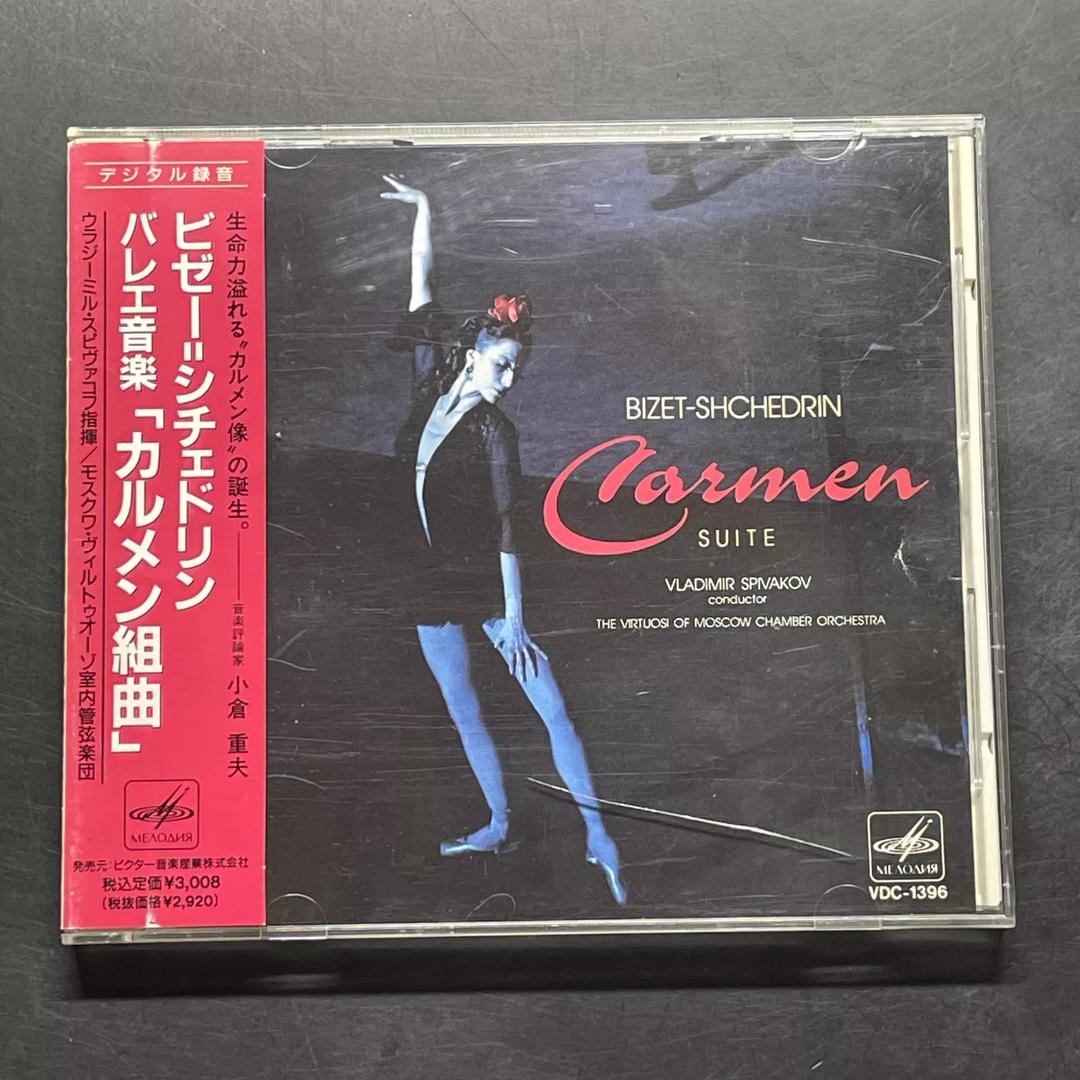 デジタル録音
生命力溢れる“カルメン像”の誕生。——音楽評論家 小倉 重夫
ビゼー＝シチェドリン
バレエ音楽「カルメン組曲」
ウラジーミル・スピヴァコフ指揮／モスクワ・ヴィルトゥオーゾ室内管弦楽団
МЕЛОДИЯ
発売元:ビクター音楽産業株式会社
税込定価¥3,008
(税抜価格¥2,920)
BIZET-SHCHEDRIN
Carmen
SUITE
VLADIMIR SPIVAKOV
conductor
THE VIRTUOSI OF MOSCOW CHAMBER ORCHESTRA
МЕЛОДИЯ
VDC-1396